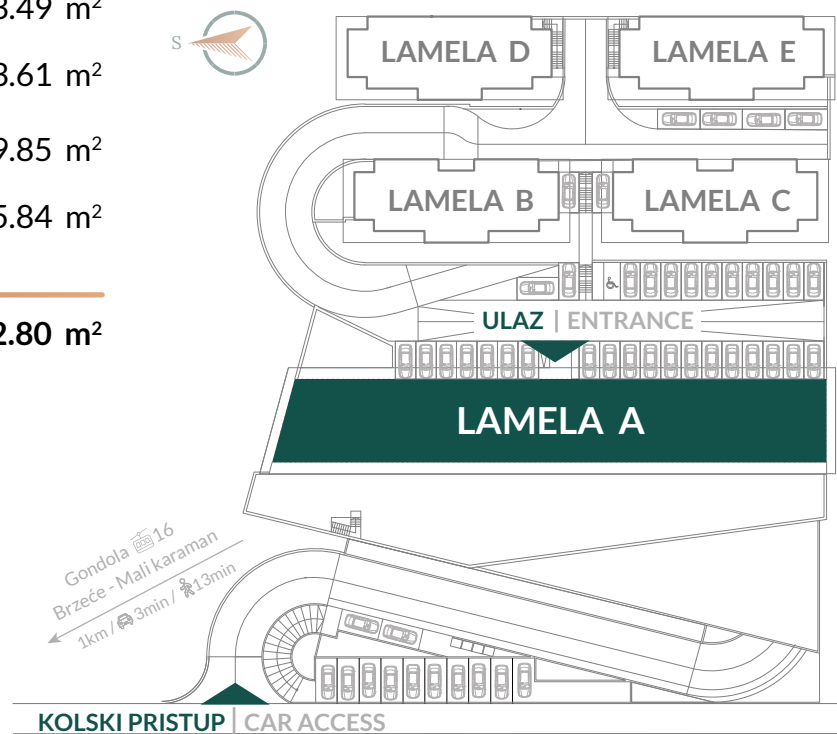 3.49 m²
S
3.61 m²
9.85 m²
5.84 m²
2.80 m²
LAMELA D
LAMELA E
LAMELA B
LAMELA C
ULAZ | ENTRANCE
LAMELA A
Gondola 16
Brzeće - Mali karaman
1km / 3min / 13min
KOLSKI PRISTUP | CAR ACCESS